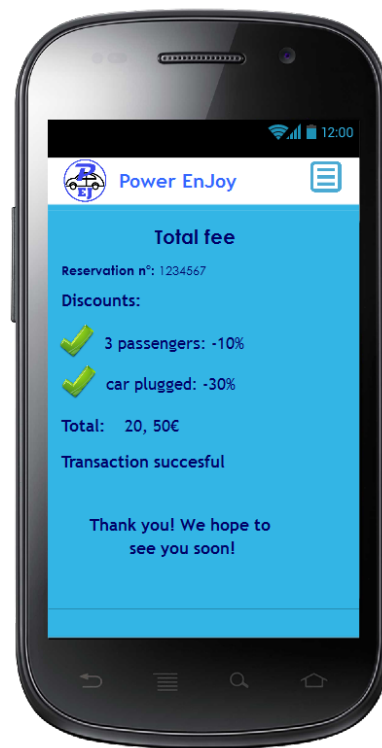 12:00
P
EJ
Power EnJoy
Total fee
Reservation n°: 1234567
Discounts:
3 passengers: -10%
car plugged: -30%
Total: 20, 50€
Transaction succesful
Thank you! We hope to
see you soon!